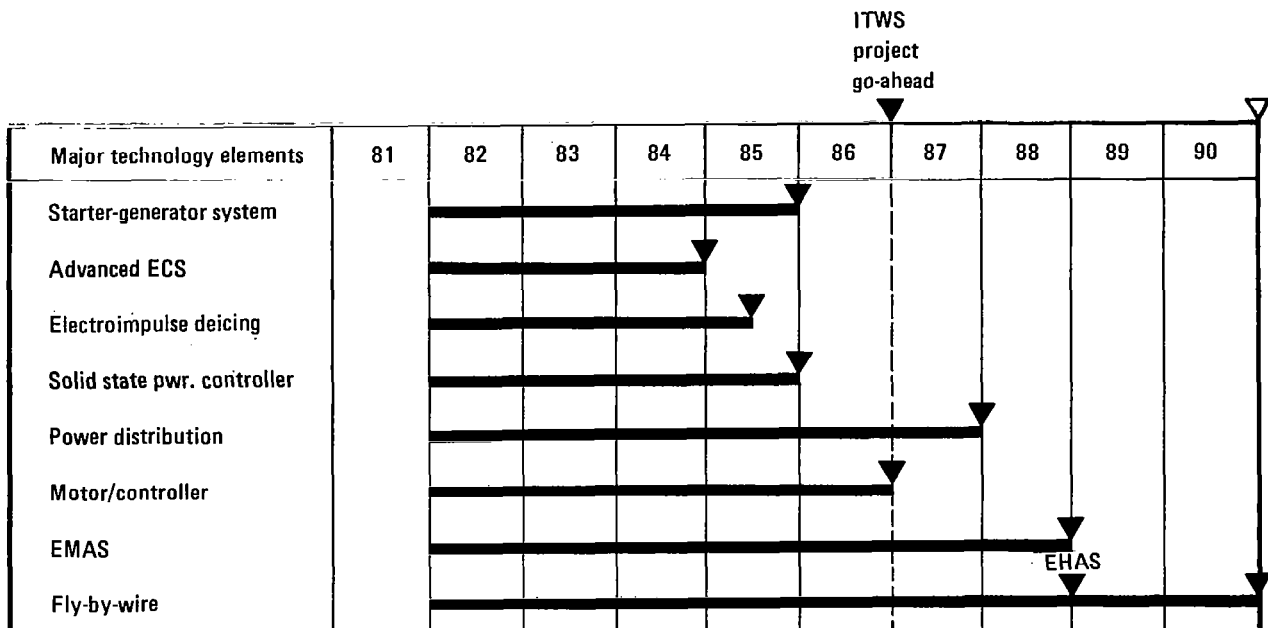 ITWS
project
go-ahead
Major technology elements 81 82 83 84 85 86 87 88 89 90
Starter-generator system
Advanced ECS
Electroimpulse deicing
Solid state pwr. controller
Power distribution
Motor/controller
EMAS
EHAS
Fly-by-wire